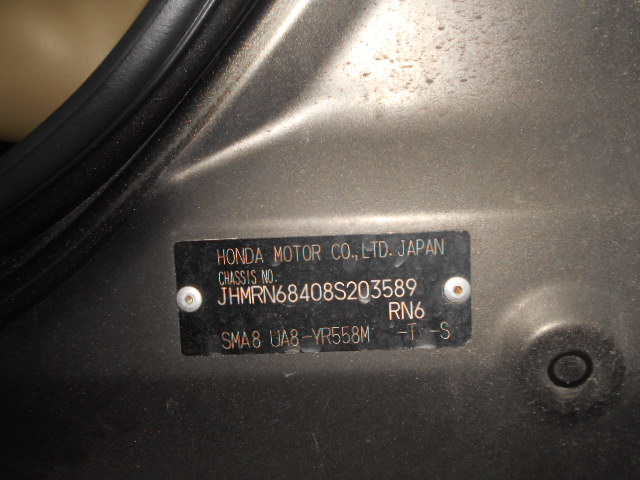 HONDA MOTOR CO.,LTD. JAPAN
CHASSIS NO.
JHMRN68408S203589
RN6
SMA8 UA8-YR558M -T -S